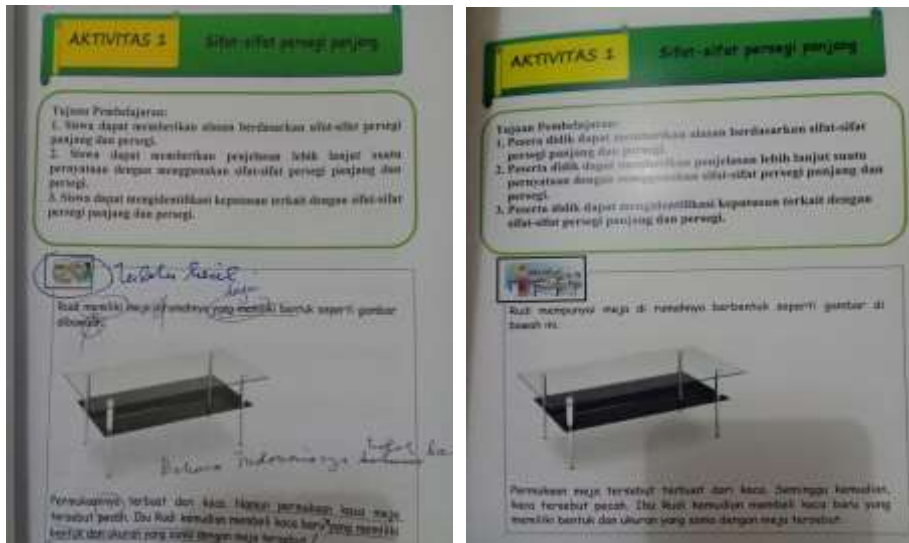 AKTIVITAS 1
Sifat-sifat persegi panjang
Tujuan Pembelajaran:
1. Siswa dapat memberikan alasan berdasarkan sifat-sifat persegi
panjang dan persegi.
2. Siswa dapat memberikan penjelasan lebih lanjut suatu
pernyataan dengan menggunakan sifat-sifat persegi panjang dan
persegi.
3. Siswa dapat mengidentifikasi keputusan terkait dengan sifat-sifat
persegi panjang dan persegi.
Terlalu kecil
Rudi memiliki meja dirumahnya yang memiliki bentuk seperti gambar
dibawah
Bahasa Indonesianya
Permukaannya terbuat dari kaca. Namun permukaan kaca meja
tersebut pecah. Ibu Rudi kemudian membeli kaca baru yang memiliki
bentuk dan ukuran yang sama dengan meja tersebut
AKTIVITAS 1
Sifat-sifat persegi panjang
Tujuan Pembelajaran:
1. Pesera didik dapat memberikan alasan berdasarkan sifat-sifat
persegi panjang dan persegi.
2. Peserta didik dapat memberikan penjelasan lebih lanjut suatu
pernyataan dengan menggunakan sifat-sifat persegi panjang dan
persegi.
3. Peserta didik dapat mengidentifikasi keputusan terkait dengan
sifat-sifat persegi panjang dan persegi.
Rudi mempunyai meja di rumahnya berbentuk seperti gambar di
bawah ini.
Permukaan meja tersebut terbuat dari kaca. Seminggu kemudian,
kaca tersebut pecah. Ibu Rudi kemudian membeli kaca baru yang
memiliki bentuk dan ukuran yang sama dengan meja tersebut.